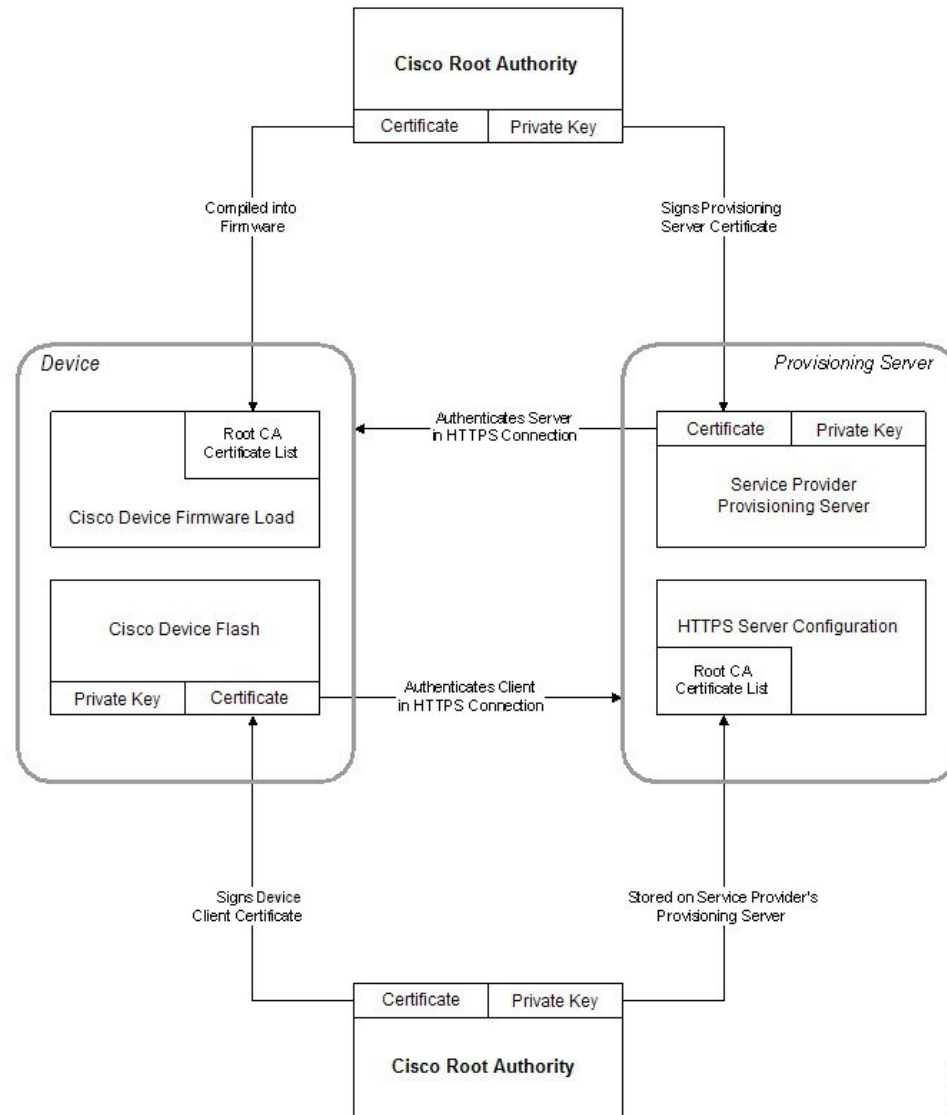 Cisco Root Authority
Certificate
Private Key
Compiled into
Firmware
Signs Provisioning
Server Certificate
Device
Provisioning Server
Root CA
Certificate List
Cisco Device Firmware Load
Authenticates Server
in HTTPS Connection
Certificate
Private Key
Service Provider
Provisioning Server
Cisco Device Flash
Private Key
Certificate
Authenticates Client
in HTTPS Connection
HTTPS Server Configuration
Root CA
Certificate List
Signs Device
Client Certificate
Stored on Service Provider's
Provisioning Server
Certificate
Private Key
Cisco Root Authority